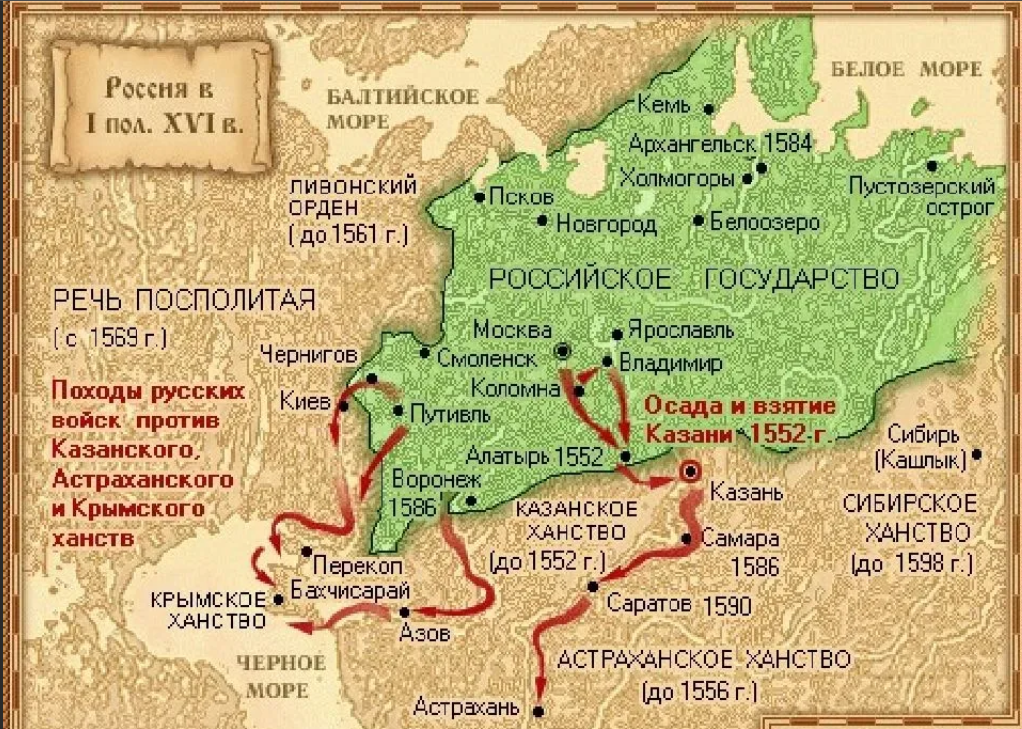 Россия в
I пол. XVI в.
БАЛТИЙСКОЕ
МОРЕ
БЕЛОЕ МОРЕ
Кемь
Архангельск 1584
Холмогоры
Пустозерский
острог
ЛИВОНСКИЙ
ОРДЕН
(до 1561 г.)
Псков
Новгород
Белоозеро
РОССИЙСКОЕ ГОСУДАРСТВО
РЕЧЬ ПОСПОЛИТАЯ
(с 1569 г.)
Москва
Ярославль
Чернигов
Смоленск
Владимир
Коломна
Киев
Путивль
Походы русских
войск против
Казанского,
Астраханского
и Крымского
ханств
Осада и взятие
Казани 1552 г.
Алатырь 1552
Сибирь
(Кашлык)
Воронеж
1586
Казань
КАЗАНСКОЕ
ХАНСТВО
(до 1552 г.)
СИБИРСКОЕ
ХАНСТВО
(до 1598 г.)
Самара
1586
Перекоп
Бахчисарай
КРЫМСКОЕ
ХАНСТВО
Азов
Саратов 1590
ЧЕРНОЕ
МОРЕ
АСТРАХАНСКОЕ ХАНСТВО
(до 1556 г.)
Астрахань